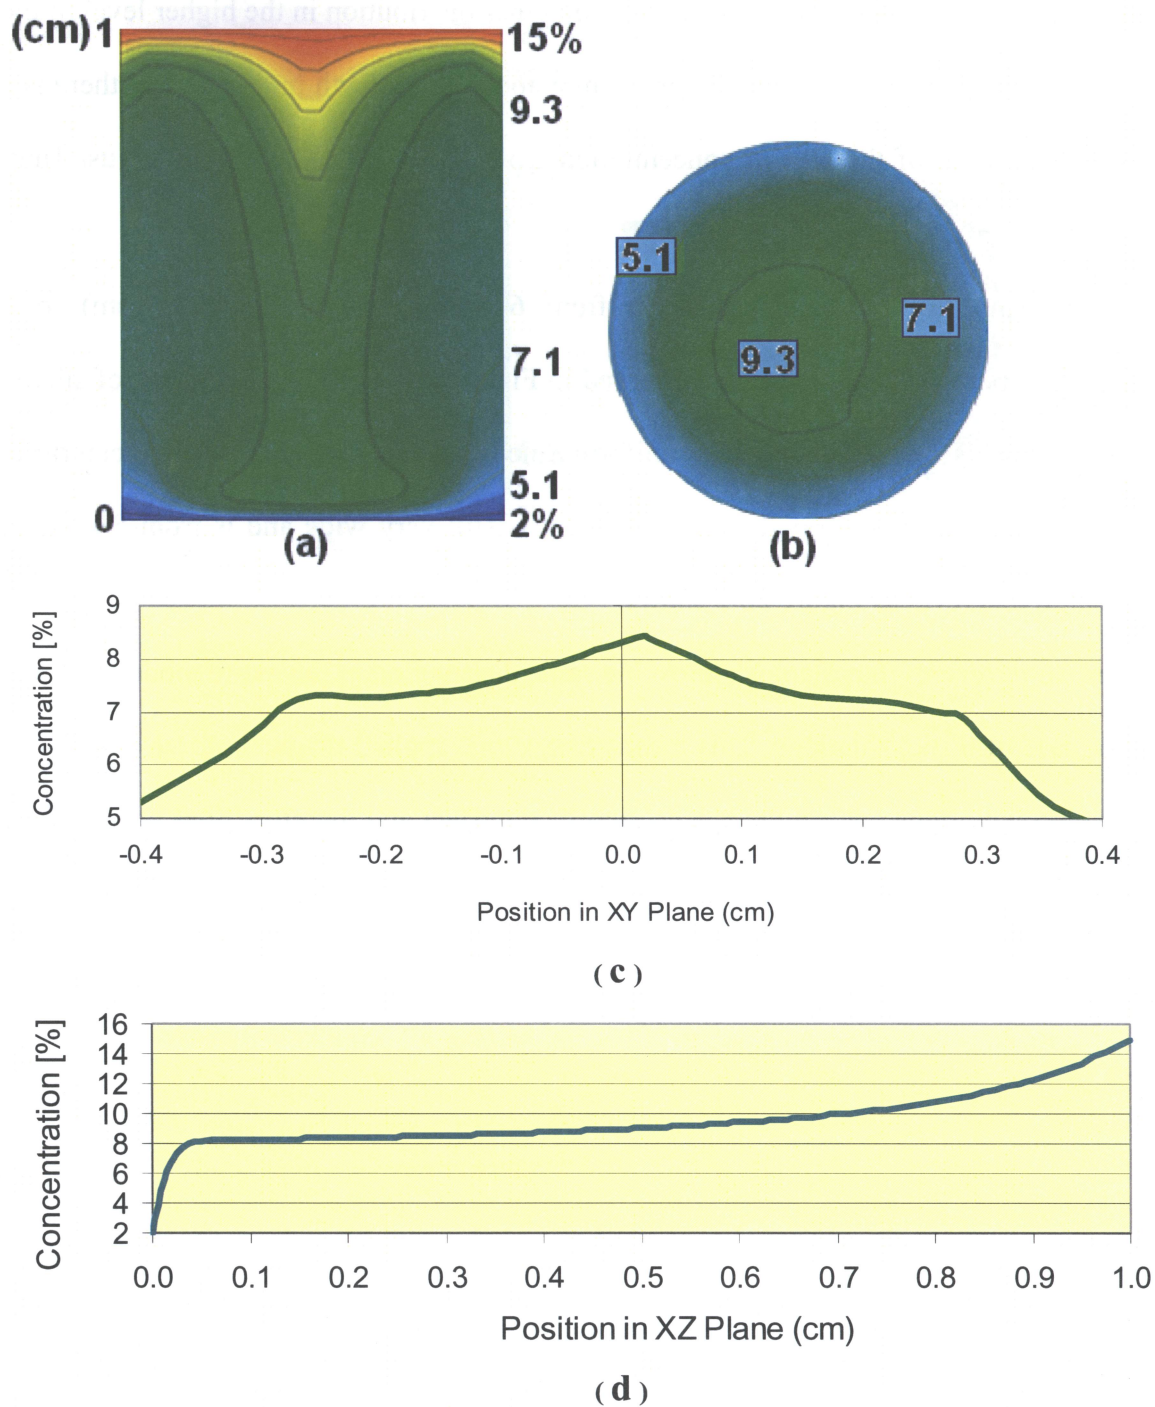 (cm) 1
15%
9.3
7.1
5.1
0
2%
(a)
5.1
7.1
9.3
(b)
Concentration [%]
9
8
7
6
5
-0.4 -0.3 -0.2 -0.1 0.0 0.1 0.2 0.3 0.4
Position in XY Plane (cm)
( c )
Concentration [%]
16
14
12
10
8
6
4
2
0.0 0.1 0.2 0.3 0.4 0.5 0.6 0.7 0.8 0.9 1.0
Position in XZ Plane (cm)
( d )